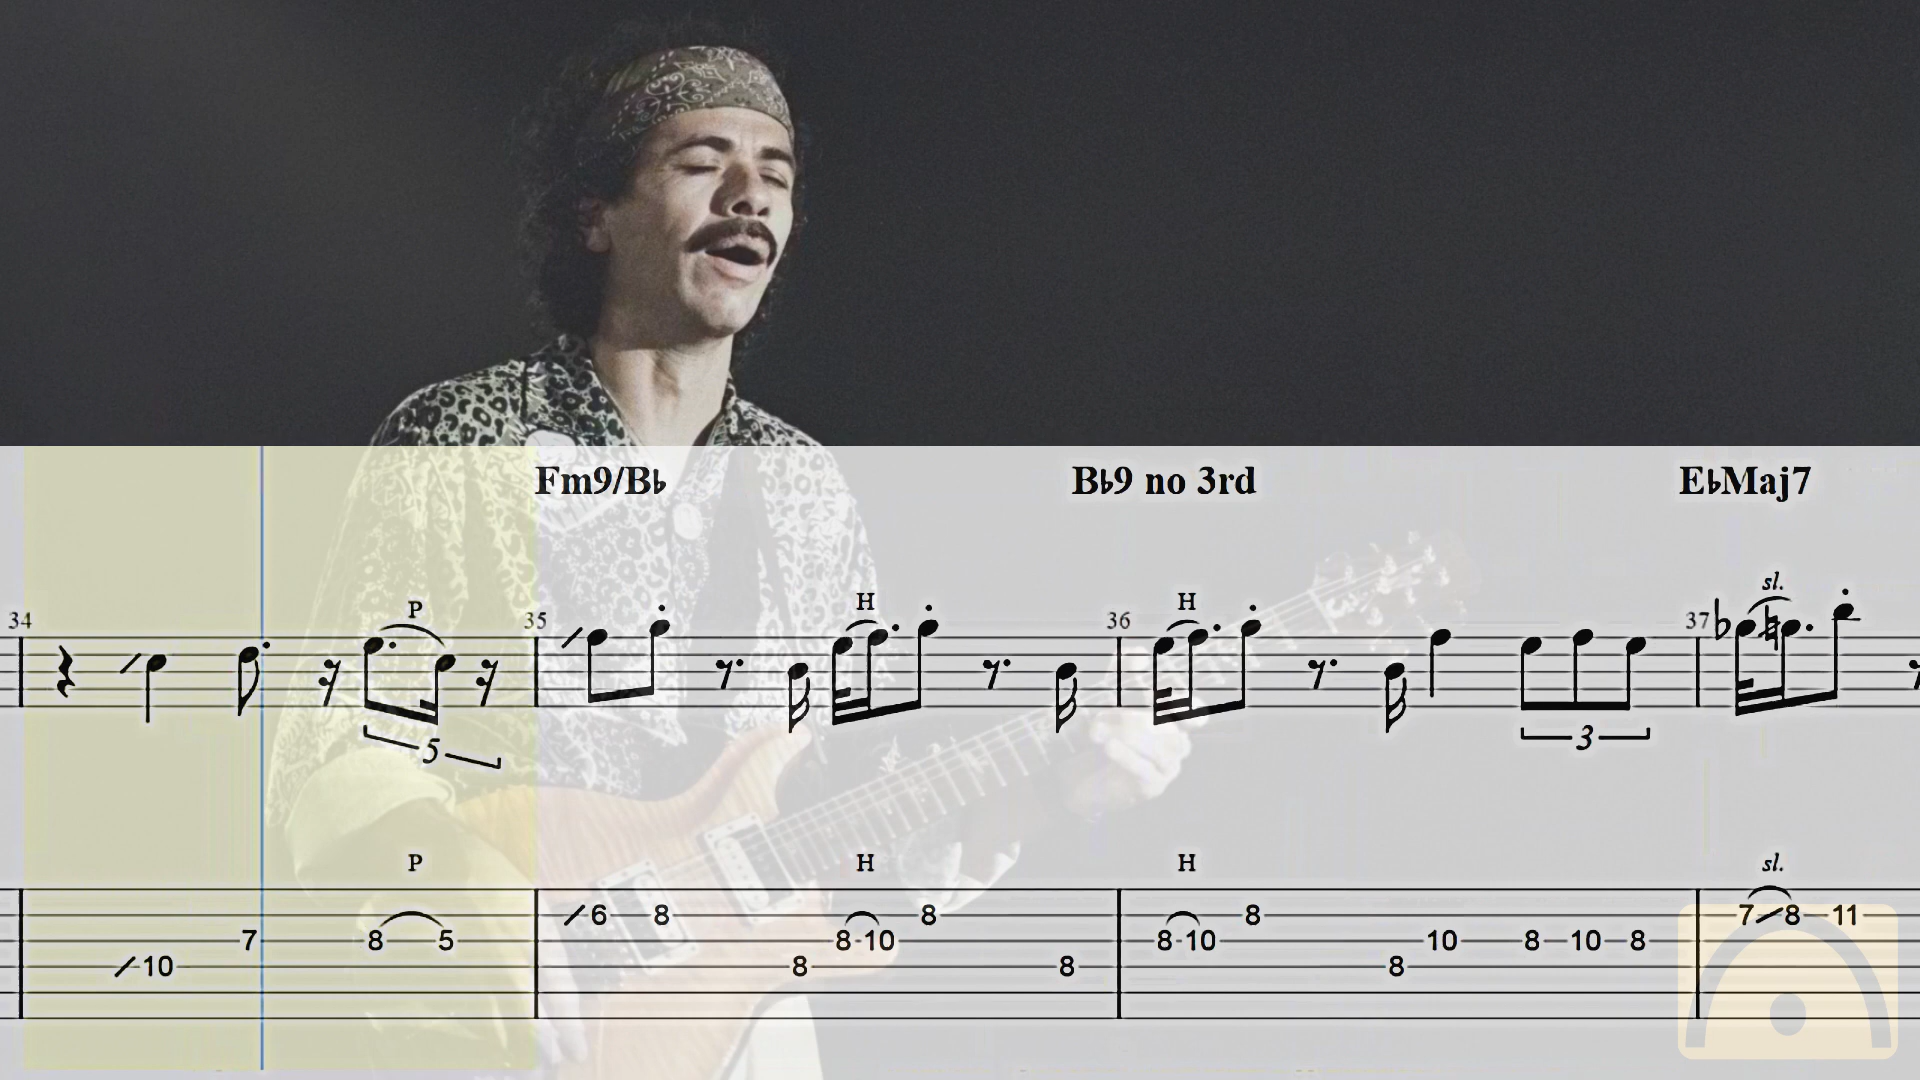 Fm9/B♭ B♭9 no 3rd E♭Maj7
sl.
P H H
34 35 36 37
5 3
P H H sl.
6 8 8 8 7 8 11
7 8 5 8 10 8 10 10 8 10 8
10 8 8 8